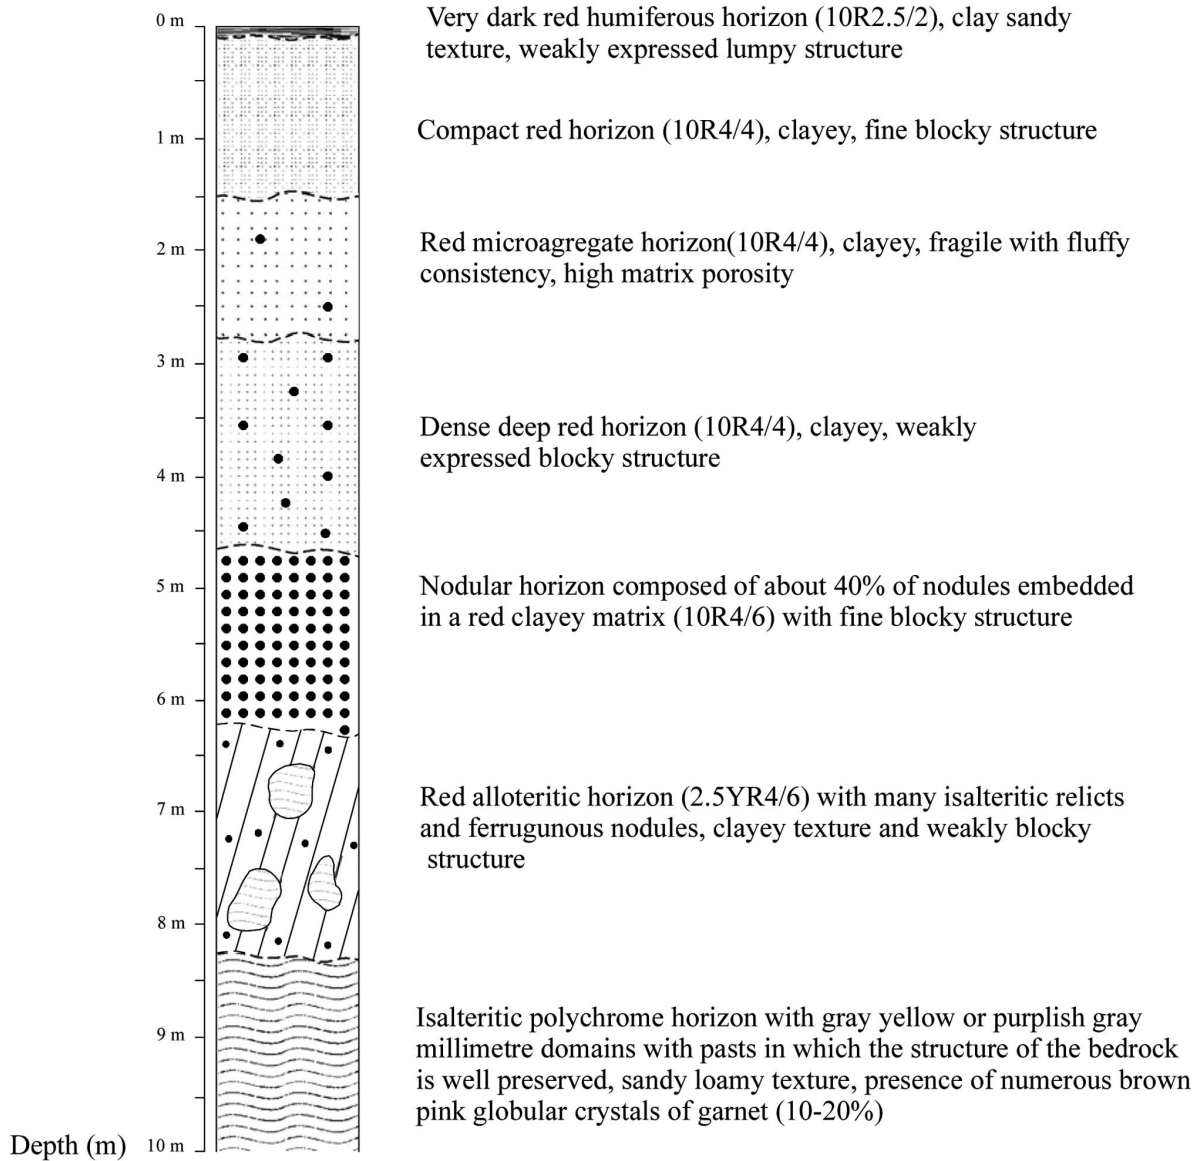 0 m
Very dark red humiferous horizon (10R2.5/2), clay sandy
texture, weakly expressed lumpy structure
1 m
Compact red horizon (10R4/4), clayey, fine blocky structure
2 m
Red microagregate horizon(10R4/4), clayey, fragile with fluffy
consistency, high matrix porosity
3 m
Dense deep red horizon (10R4/4), clayey, weakly
expressed blocky structure
4 m
5 m
Nodular horizon composed of about 40% of nodules embedded
in a red clayey matrix (10R4/6) with fine blocky structure
6 m
7 m
Red alloteritic horizon (2.5YR4/6) with many isalteritic relicts
and ferrugunous nodules, clayey texture and weakly blocky
structure
8 m
9 m
Isalteritic polychrome horizon with gray yellow or purplish gray
millimetre domains with pasts in which the structure of the bedrock
is well preserved, sandy loamy texture, presence of numerous brown
pink globular crystals of garnet (10-20%)
Depth (m)
10 m